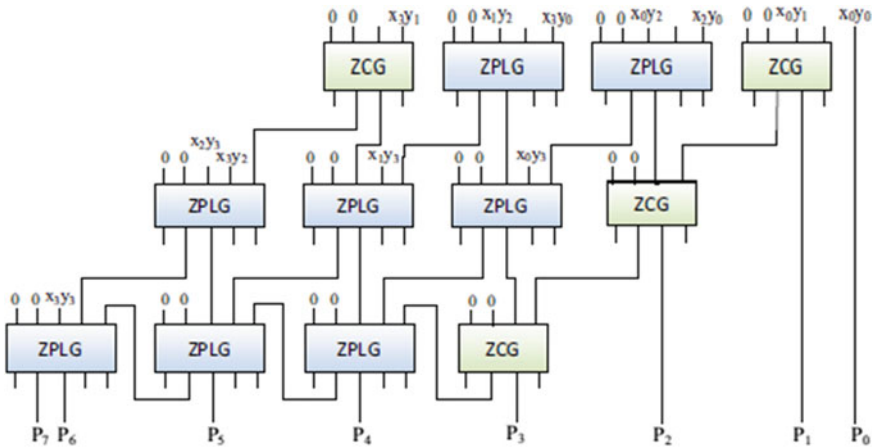 0 0 x₃y₁ 0 0 x₁y₂ x₃y₀ 0 0 x₀y₂ x₂y₀ 0 0 x₀y₁ x₀y₀
ZCG ZPLG ZPLG ZCG
x₂y₃
0 0 x₃y₂ 0 0 x₁y₃ 0 0 x₀y₃ 0 0
ZPLG ZPLG ZPLG ZCG
0 0 x₃y₃ 0 0 0 0 0 0
ZPLG ZPLG ZPLG ZCG
P₇ P₆ P₅ P₄ P₃ P₂ P₁ P₀